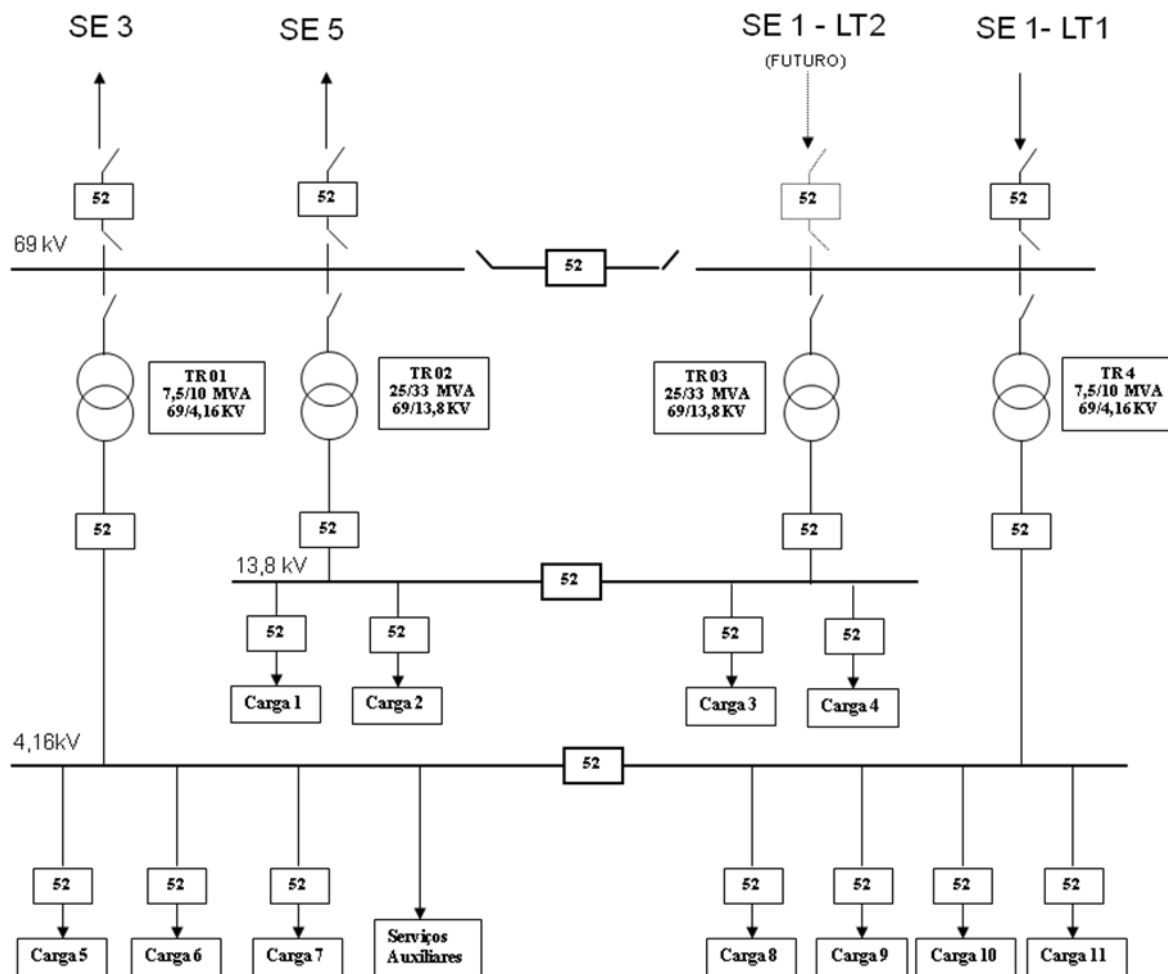 SE 3
SE 5
SE 1 - LT2
SE 1- LT1
(FUTURO)
52
52
52
52
69 kV
52
TR 01
7,5/10 MVA
69/4,16 KV
TR 02
25/33 MVA
69/13,8 KV
TR 03
25/33 MVA
69/13,8 KV
TR 4
7,5/10 MVA
69/4,16 KV
52
52
52
52
13,8 kV
52
52
52
52
52
Carga 1
Carga 2
Carga 3
Carga 4
4,16kV
52
52
52
52
52
52
52
52
Carga 5
Carga 6
Carga 7
Serviços
Auxiliares
Carga 8
Carga 9
Carga 10
Carga 11